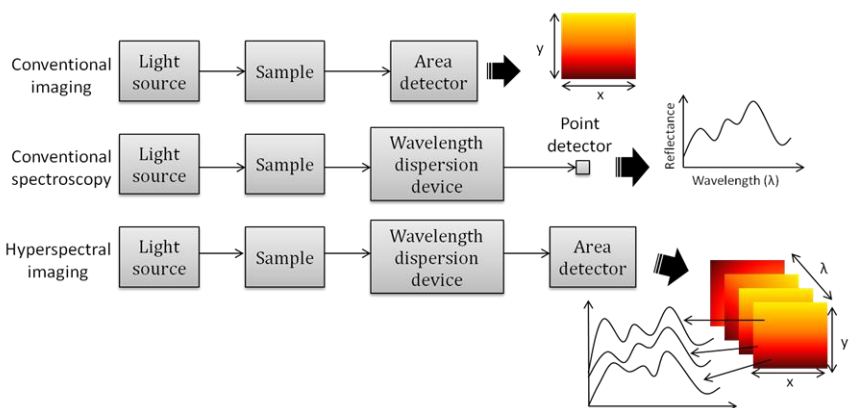 Conventional
imaging
Light
source
Sample
Area
detector
y
x
Conventional
spectroscopy
Light
source
Sample
Wavelength
dispersion
device
Point
detector
Reflectance
Wavelength (λ)
Hyperspectral
imaging
Light
source
Sample
Wavelength
dispersion
device
Area
detector
λ
y
x